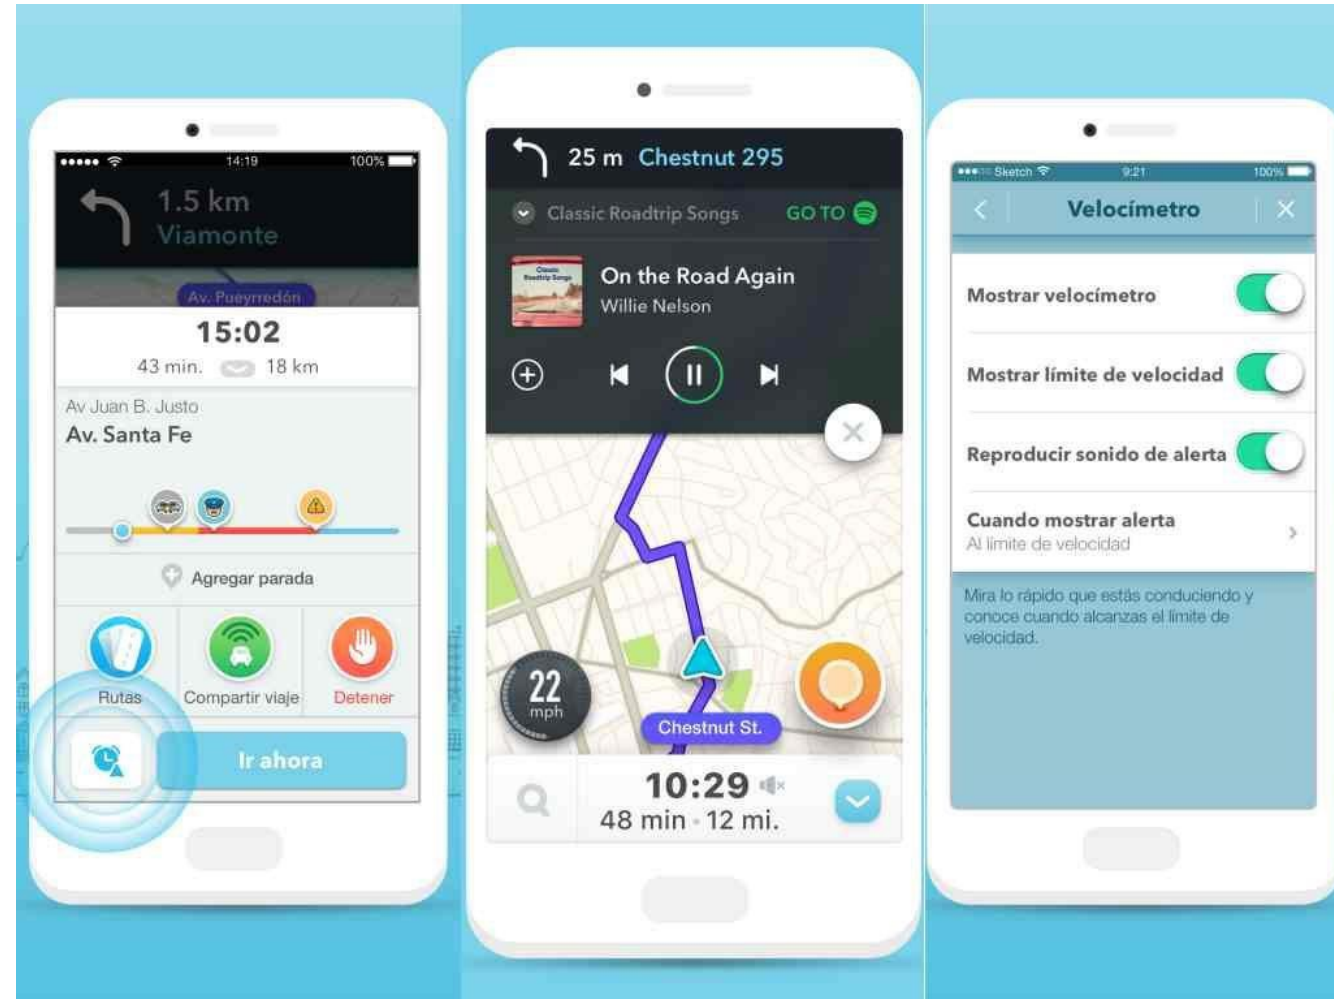 14:19
100%
1.5 km
Viamonte
Av. Pueyrredón
15:02
43 min.
18 km
Av Juan B. Justo
Av. Santa Fe
Agregar parada
Rutas
Compartir viaje
Detener
Ir ahora
25 m Chestnut 295
Classic Roadtrip Songs
GO TO
Classic
Roadtrip Songs
On the Road Again
Willie Nelson
22
mph
Chestnut St.
10:29
48 min 12 mi.
Sketch
9:21
100%
Velocímetro
Mostrar velocímetro
Mostrar límite de velocidad
Reproducir sonido de alerta
Cuando mostrar alerta
Al límite de velocidad
Mira lo rápido que estás conduciendo y
conoce cuando alcanzas el límite de
velocidad.